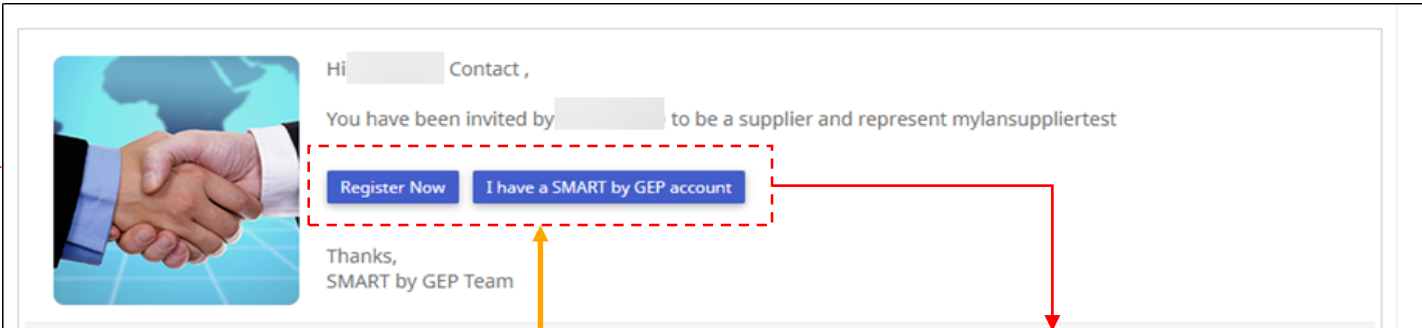 Hi Contact ,
You have been invited by to be a supplier and represent mylansuppliertest
Register Now I have a SMART by GEP account
Thanks,
SMART by GEP Team